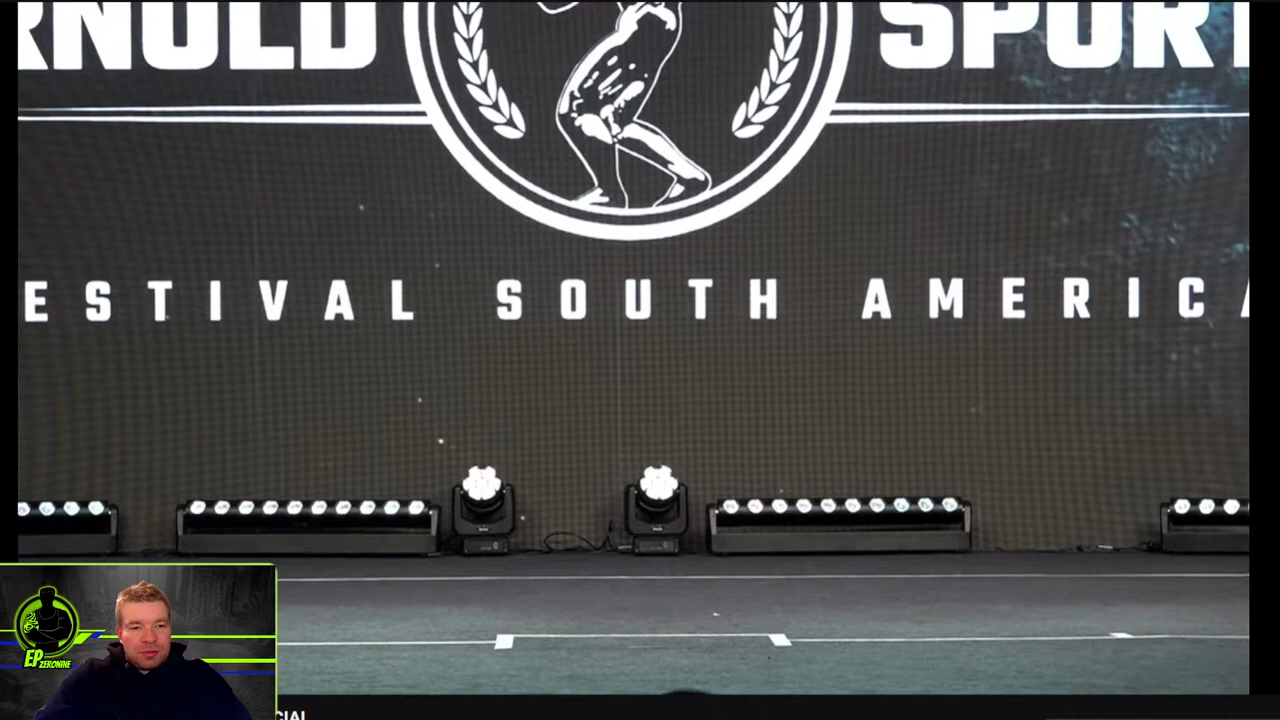 RNOLD SPORT
ESTIVAL SOUTH AMERICA
EP
ZERONINE
CIAL